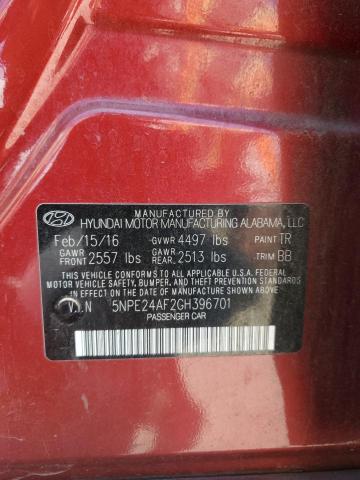 MANUFACTURED BY
HYUNDAI MOTOR MANUFACTURING ALABAMA, LLC
Feb/15/16 GVWR 4497 lbs PAINT TR
GAWR FRONT 2557 lbs GAWR REAR 2513 lbs TRIM BB
THIS VEHICLE CONFORMS TO ALL APPLICABLE U.S. FEDERAL
MOTOR VEHICLE SAFETY, BUMPER, AND THEFT PREVENTION STANDARDS
IN EFFECT ON THE DATE OF MANUFACTURE SHOWN ABOVE.
V.I.N 5NPE24AF2GH396701
PASSENGER CAR